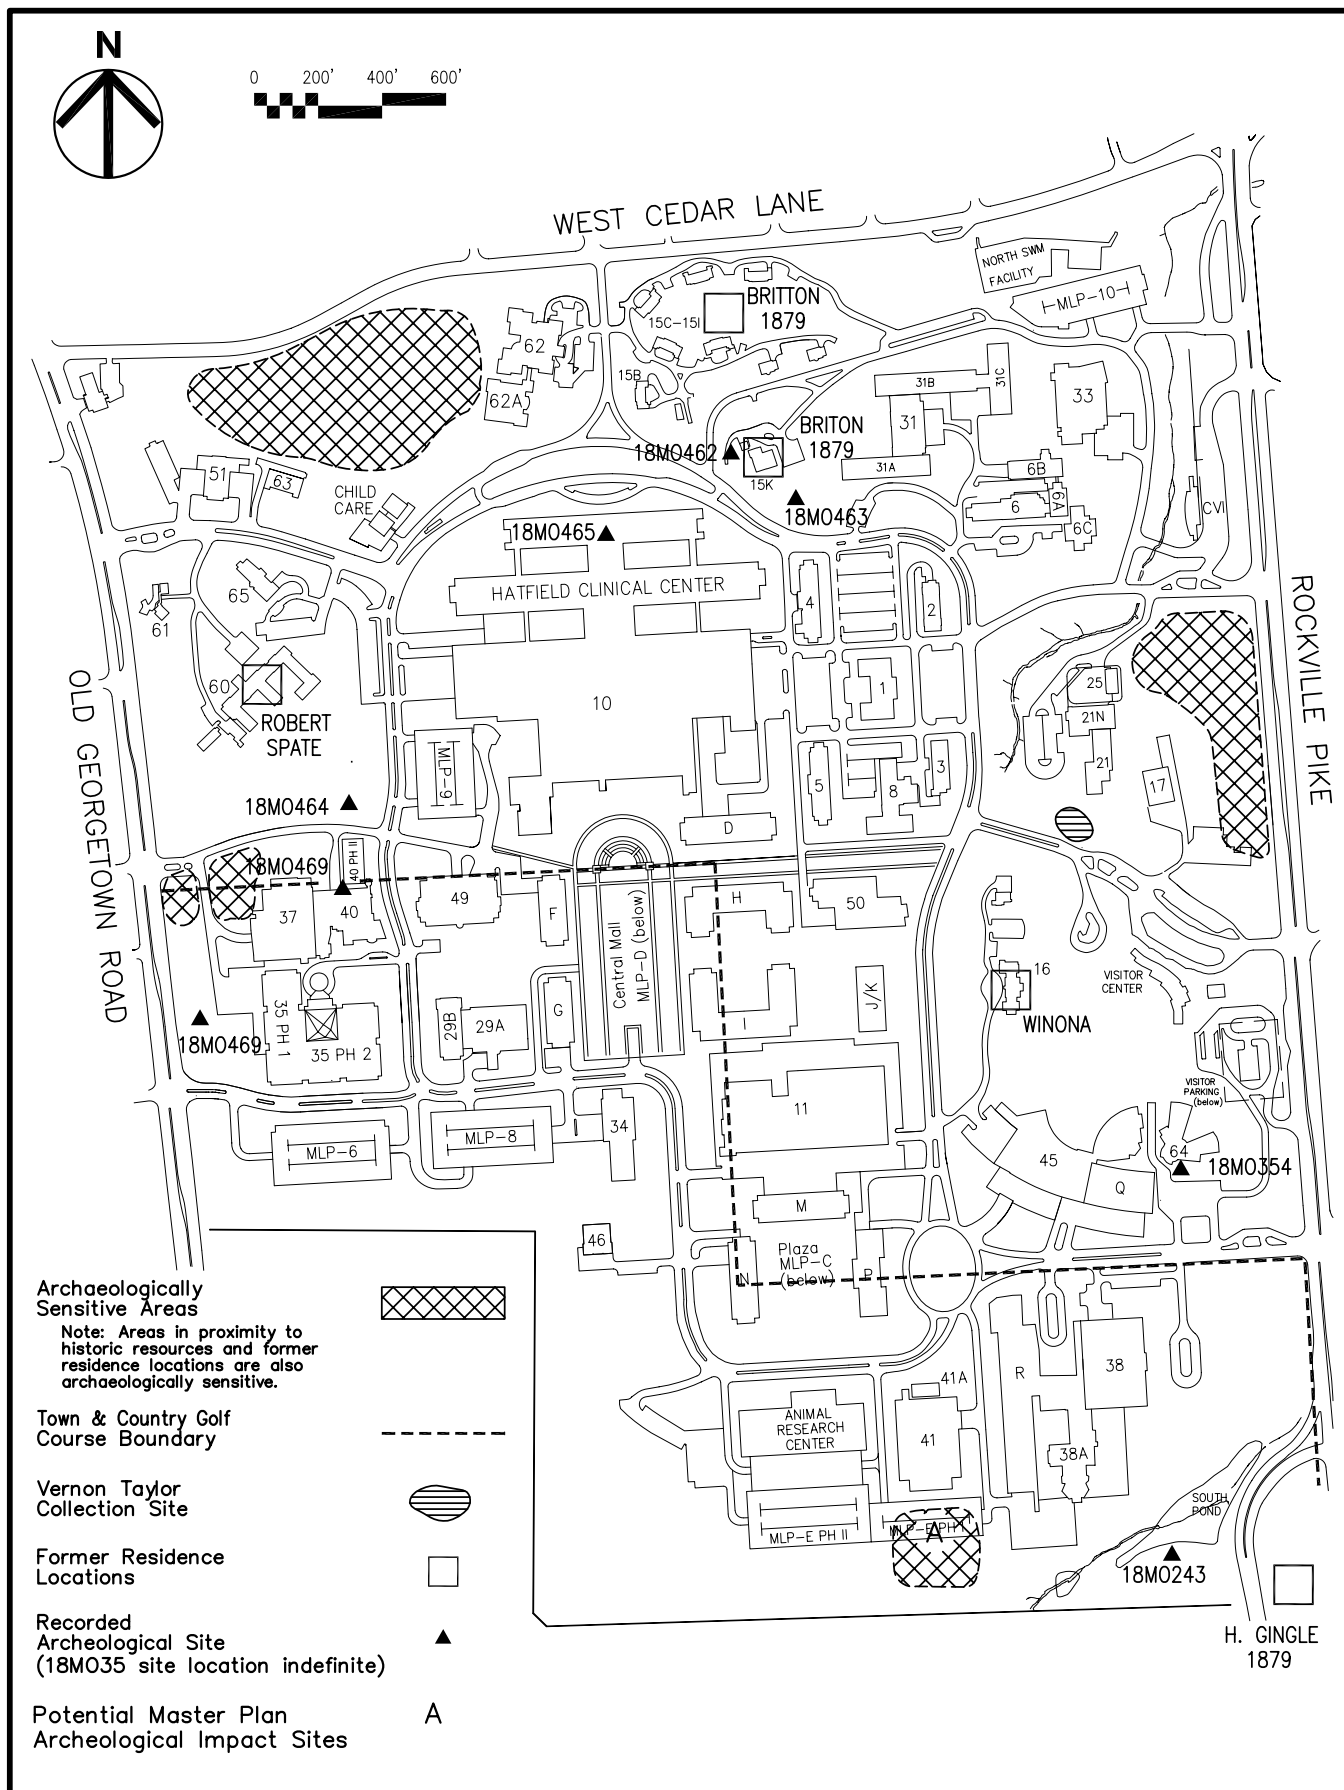 N
0 200' 400' 600'
WEST CEDAR LANE
NORTH SWM
FACILITY
MLP-10
BRITTON
1879
15C-15I
62
15B
62A
31B
31C
33
31
BRITON
1879
18M0462
31A
15K
6B
51
63
CHILD
CARE
18M0463
6
6A
6C
CVI
18M0465
HATFIELD CLINICAL CENTER
65
61
4
2
ROCKVILLE PIKE
OLD GEORGETOWN ROAD
60
ROBERT
SPATE
10
1
25
21N
21
MLP-9
5
8
3
17
18M0464
D
18M0469
40 PH II
37
40
49
F
H
50
Central Mall
MLP-D (below)
16
VISITOR
CENTER
WINONA
18M0469
35 PH 1
35 PH 2
29B
29A
G
I
J/K
VISITOR
PARKING
(below)
11
34
MLP-6
MLP-8
45
64
18M0354
Q
M
46
Plaza
MLP-C
(below)
N
P
Archaeologically
Sensitive Areas
Note: Areas in proximity to
historic resources and former
residence locations are also
archaeologically sensitive.
Town & Country Golf
Course Boundary
Vernon Taylor
Collection Site
Former Residence
Locations
Recorded
Archeological Site
(18M035 site location indefinite)
Potential Master Plan
Archeological Impact Sites
A
R
38
41A
ANIMAL
RESEARCH
CENTER
41
38A
SOUTH
POND
MLP-E PH II
MLP-E PH I
A
18M0243
H. GINGLE
1879